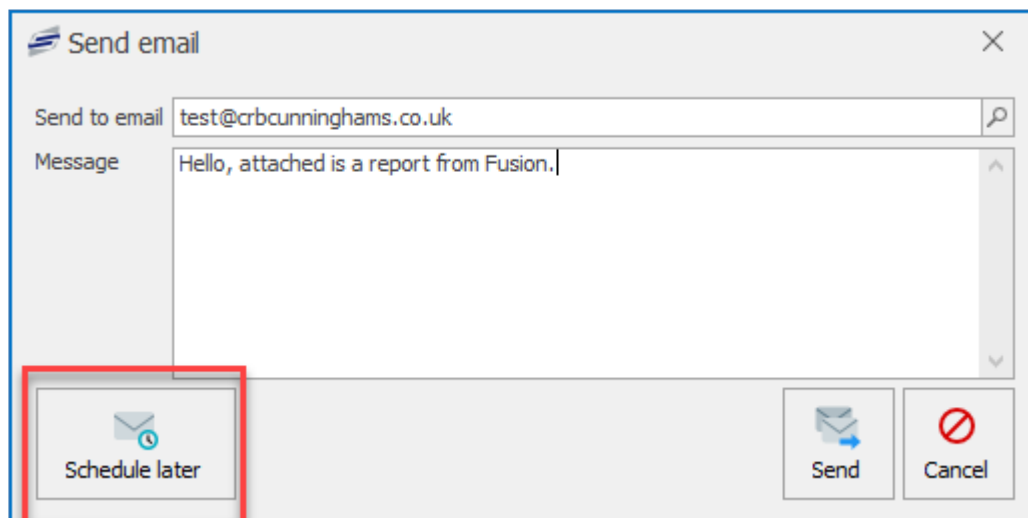 Send email
Send to email test@crbcunninghams.co.uk
Message Hello, attached is a report from Fusion.
Schedule later Send Cancel